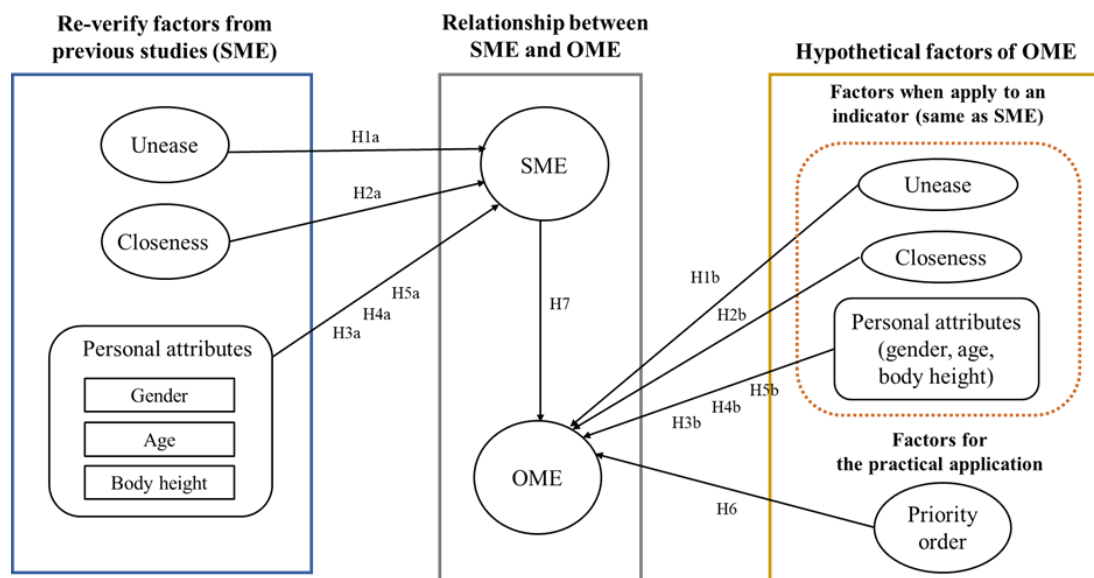 Re-verify factors from
previous studies (SME)
Unease
Closeness
Personal attributes
Gender
Age
Body height
H1a
H2a
H5a
H4a
H3a
Relationship between
SME and OME
SME
H7
OME
Hypothetical factors of OME
Factors when apply to an
indicator (same as SME)
Unease
Closeness
Personal attributes
(gender, age,
body height)
H1b
H2b
H5b
H4b
H3b
Factors for
the practical application
Priority
order
H6